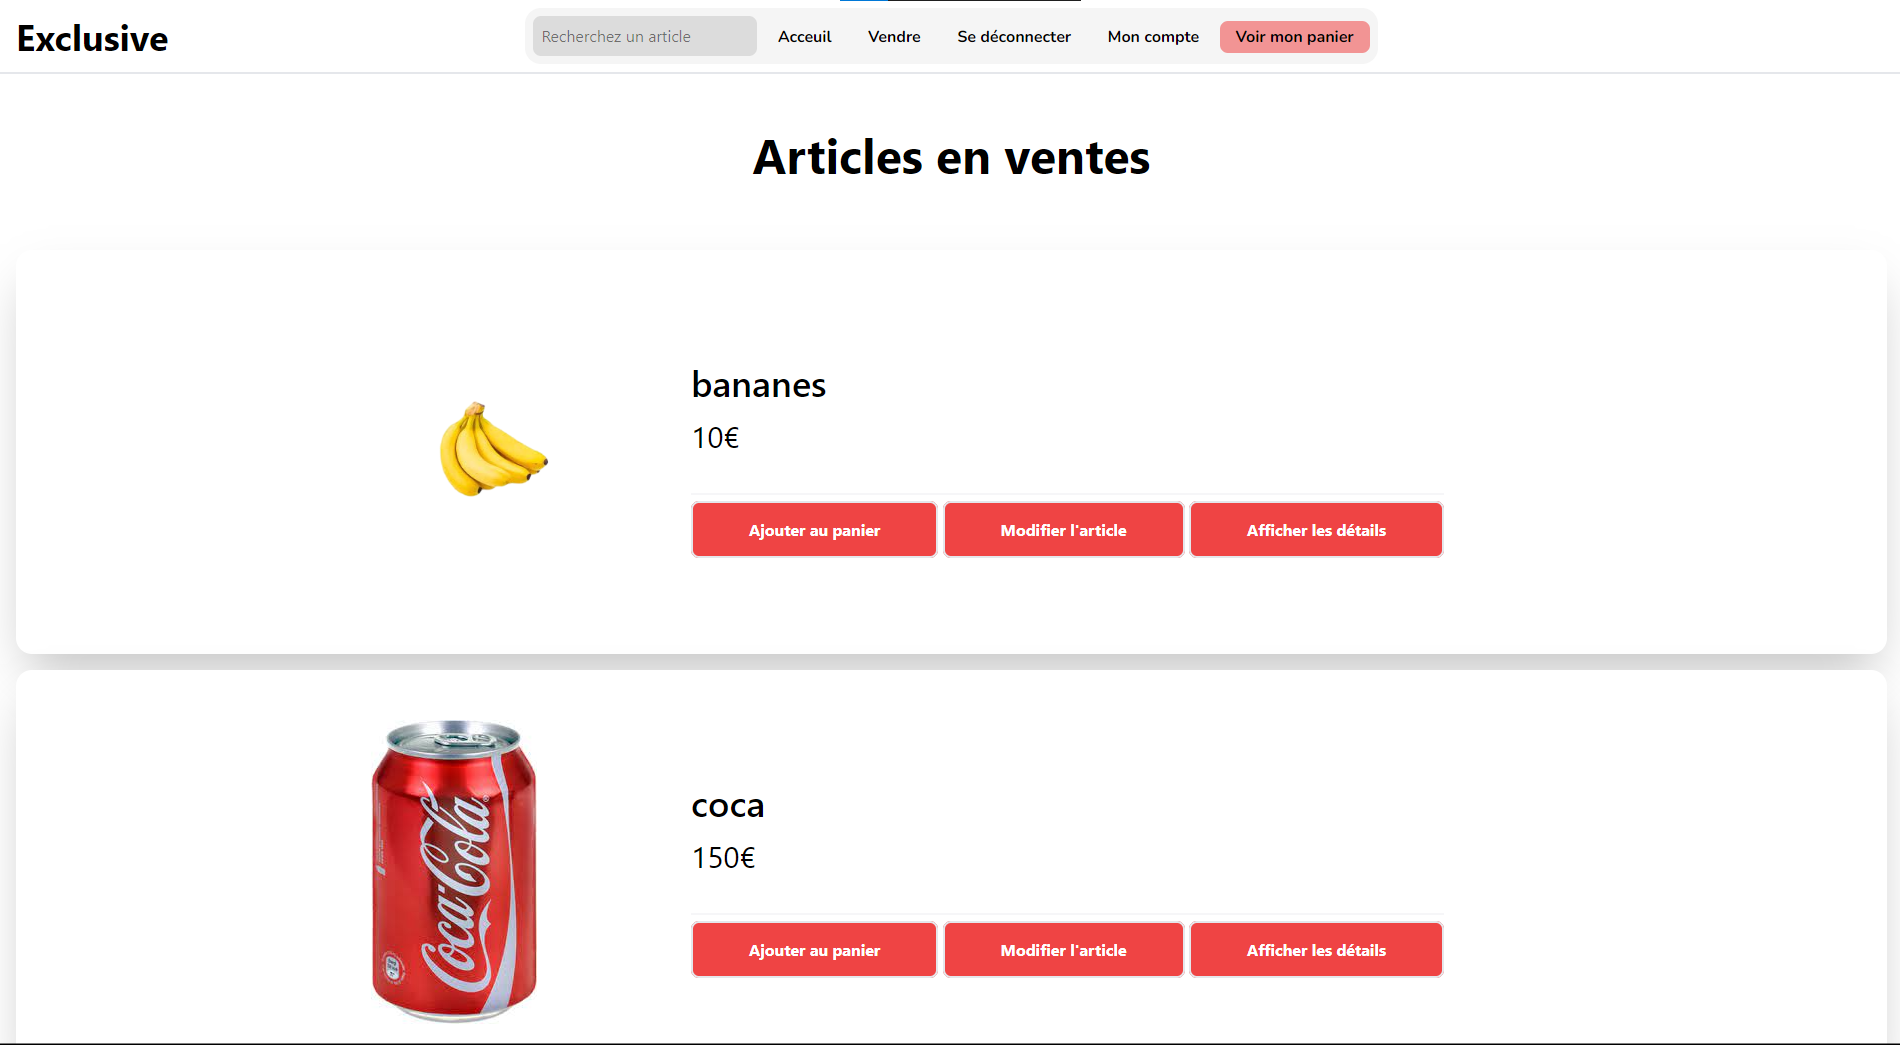 Exclusive
Recherchez un article
Acceuil
Vendre
Se déconnecter
Mon compte
Voir mon panier
Articles en ventes
bananes
10€
Ajouter au panier
Modifier l'article
Afficher les détails
Coca-Cola
coca
150€
Ajouter au panier
Modifier l'article
Afficher les détails